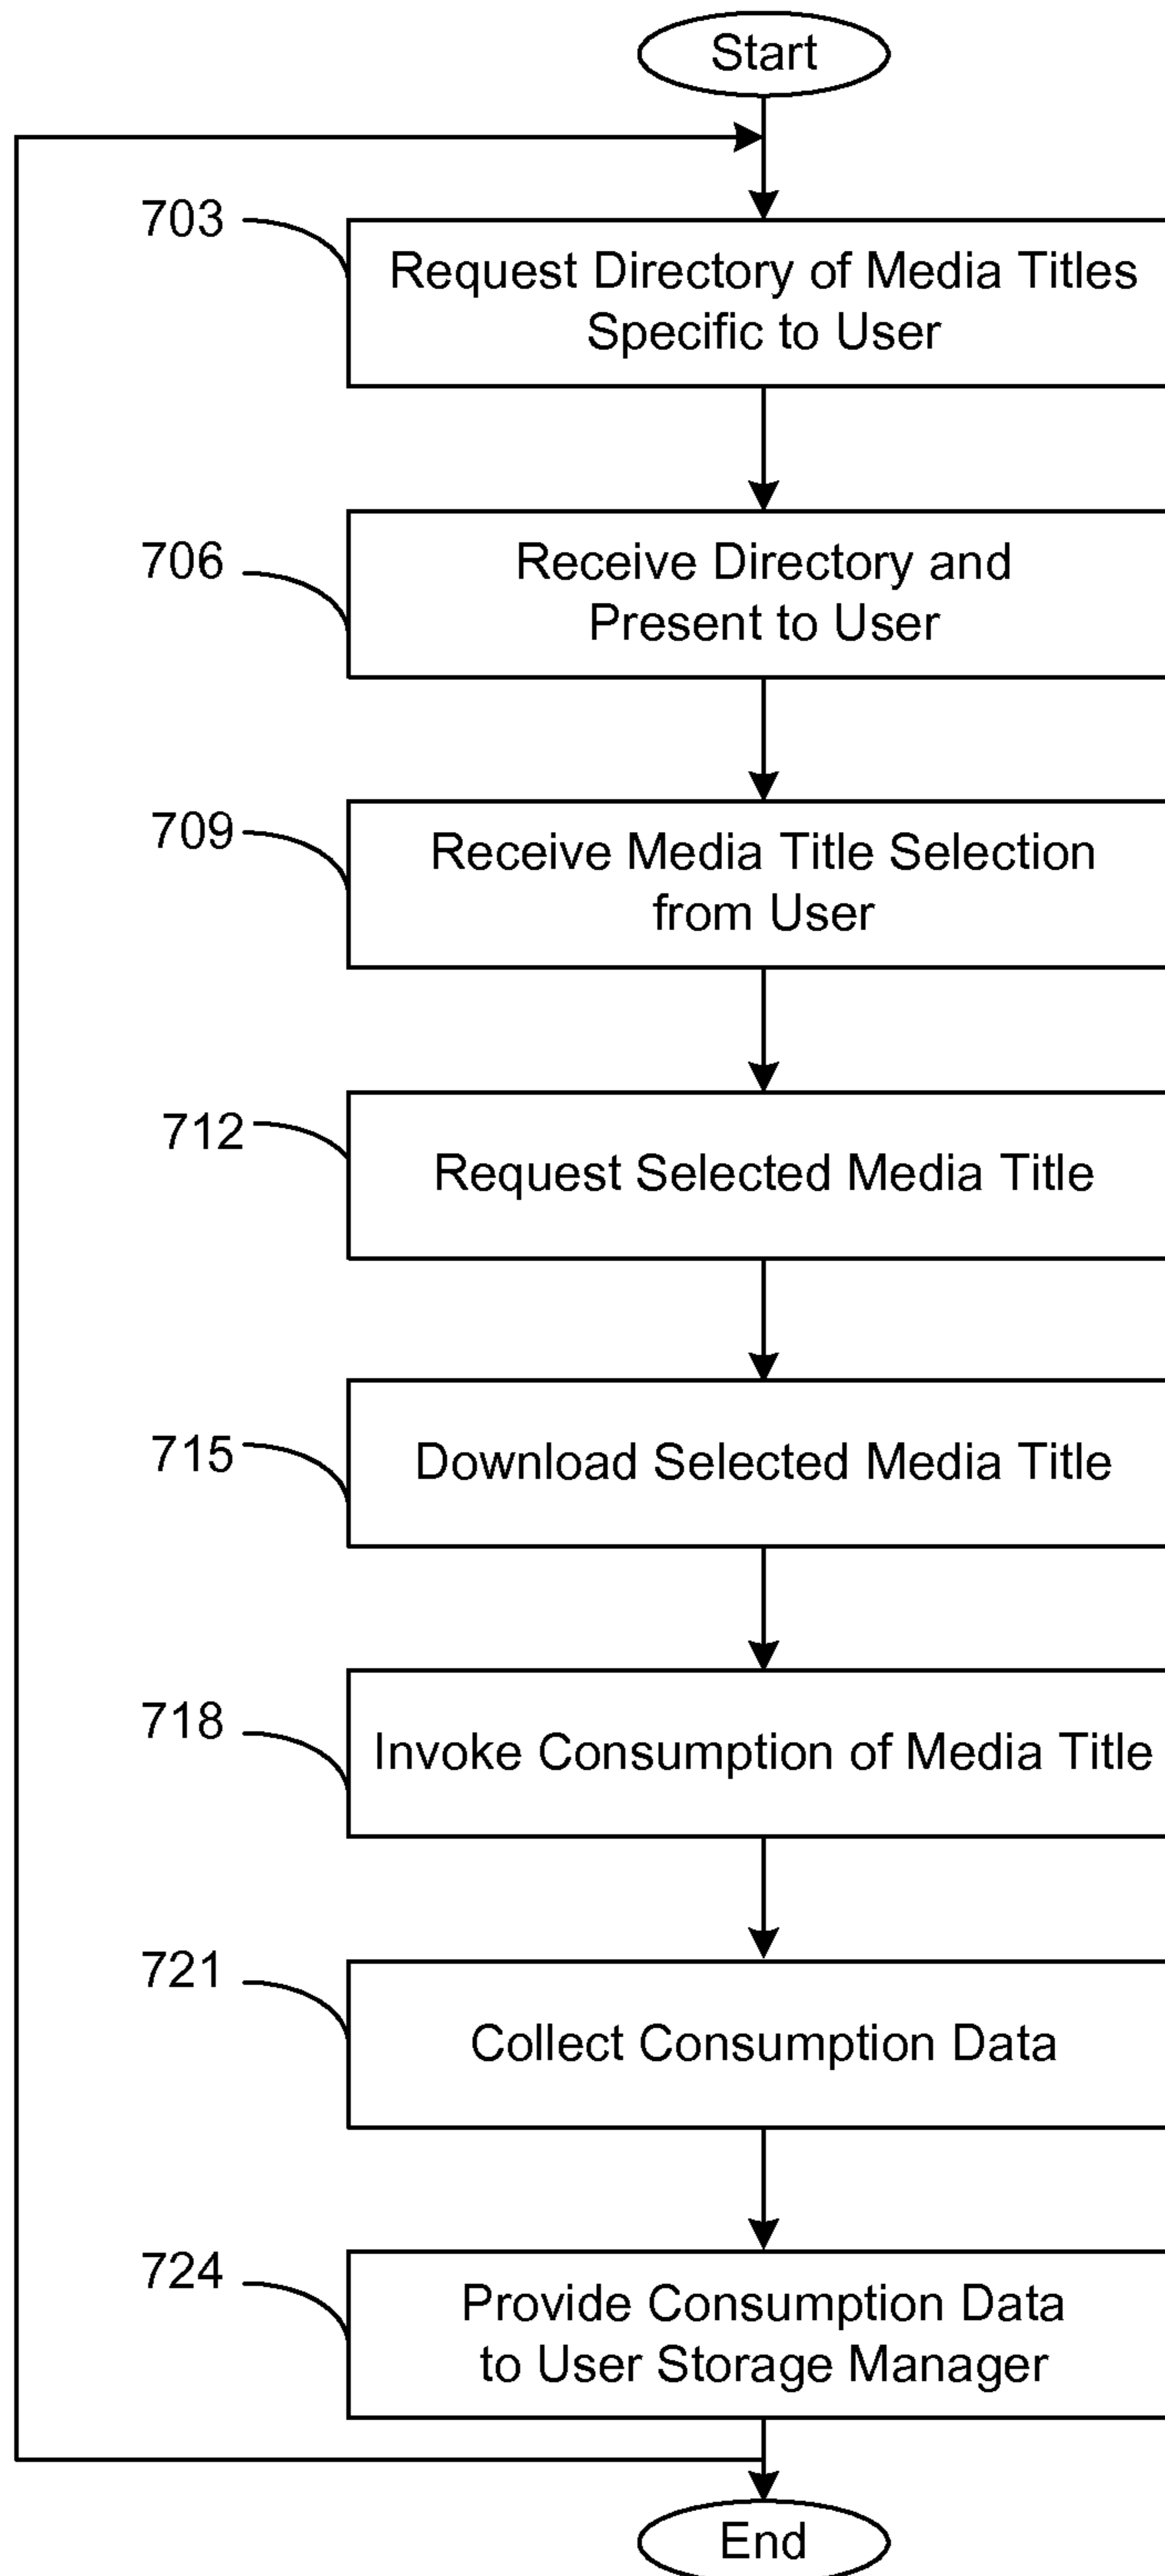 Start
703
Request Directory of Media Titles
Specific to User
706
Receive Directory and
Present to User
709
Receive Media Title Selection
from User
712
Request Selected Media Title
715
Download Selected Media Title
718
Invoke Consumption of Media Title
721
Collect Consumption Data
724
Provide Consumption Data
to User Storage Manager
End